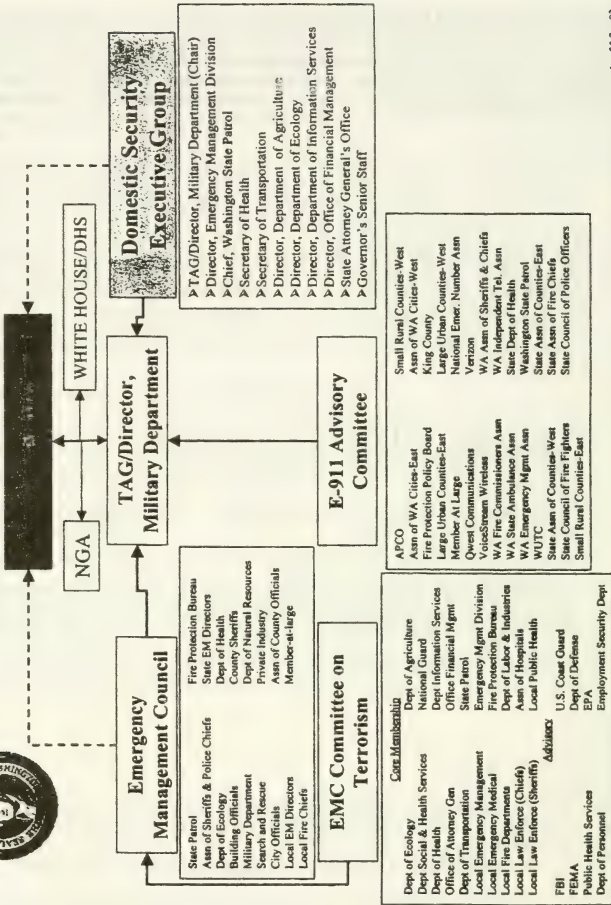 WASHINGTON
WHITE HOUSE/DHS
NGA
Domestic Security
Executive Group
TAG/Director,
Military Department
Emergency
Management Council
➢TAG/Director, Military Department (Chair)
➢Director, Emergency Management Division
➢Chief, Washington State Patrol
➢Secretary of Health
➢Secretary of Transportation
➢Director, Department of Agriculture
➢Director, Department of Ecology
➢Director, Department of Information Services
➢Director, Office of Financial Management
➢State Attorney General's Office
➢Governor's Senior Staff
State Patrol
Assn of Sheriffs & Police Chiefs
Dept of Ecology
Building Officials
Military Department
Search and Rescue
City Officials
Local EM Directors
Local Fire Chiefs
Fire Protection Bureau
State EM Directors
Dept of Health
County Sheriffs
Dept of Natural Resources
Private Industry
Assn of County Officials
Member-at-large
EMC Committee on
Terrorism
E-911 Advisory
Committee
Core Membership
Dept of Ecology
Dept Social & Health Services
Dept of Health
Office of Attorney Gen
Dept of Transportation
Local Emergency Management
Local Emergency Medical
Local Fire Departments
Local Law Enforce (Chiefs)
Local Law Enforce (Sheriffs)
Dept of Agriculture
National Guard
Dept Information Services
Office Financial Mgmt
State Patrol
Emergency Mgmt Division
Fire Protection Bureau
Dept of Labor & Industries
Assn of Hospitals
Local Public Health
Advisory
FBI
FEMA
Public Health Services
Dept of Personnel
U.S. Coast Guard
Dept of Defense
EPA
Employment Security Dept
APCO
Assn of WA Cities-East
Fire Protection Policy Board
Large Urban Counties-East
Member At Large
Qwest Communications
VoiceStream Wireless
WA Fire Commissioners Assn
WA State Ambulance Assn
WA Emergency Mgmt Assn
WUTC
State Assn of Counties-West
State Council of Fire Fighters
Small Rural Counties-East
Small Rural Counties-West
Assn of WA Cities-West
King County
Large Urban Counties-West
National Emer. Number Assn
Verizon
WA Assn of Sheriffs & Chiefs
WA Independent Tel. Assn
State Dept of Health
Washington State Patrol
State Assn of Counties-East
State Assn of Fire Chiefs
State Council of Police Officers